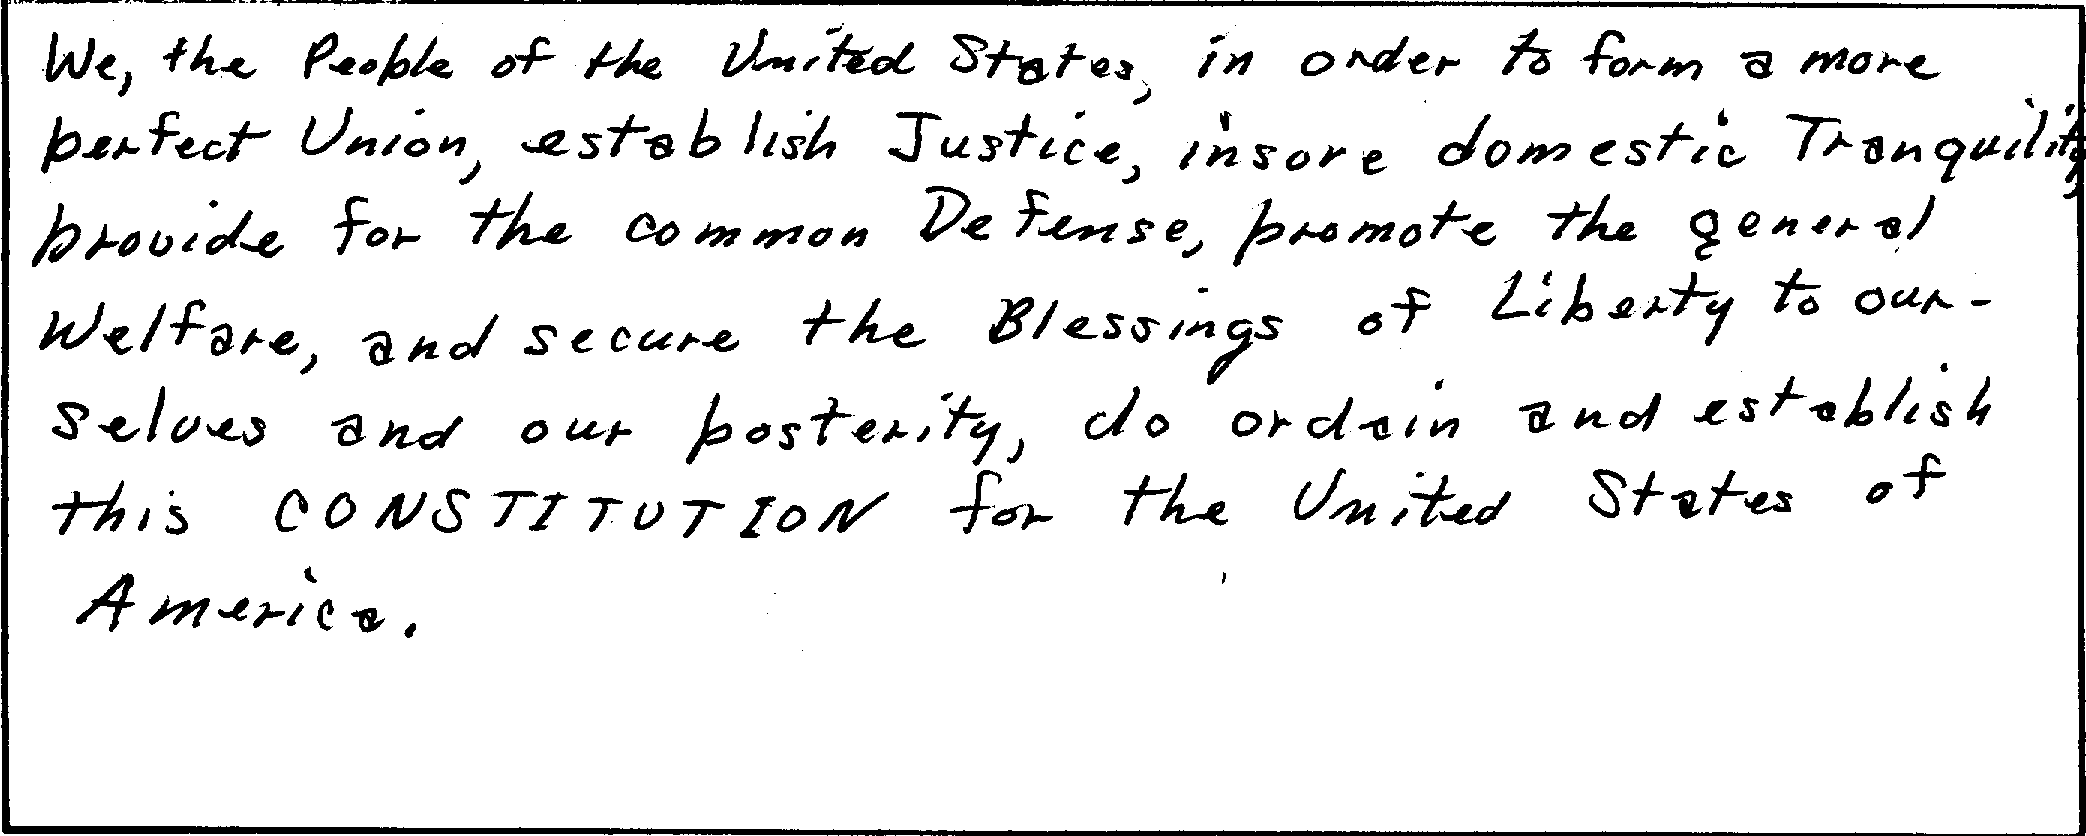 We, the People of the United States, in order to form a more
perfect Union, establish Justice, insore domestic Tranquility,
provide for the common Defense, promote the general
Welfare, and secure the Blessings of Liberty to our-
selves and our posterity, do ordain and establish
this CONSTITUTION for the United States of
America.